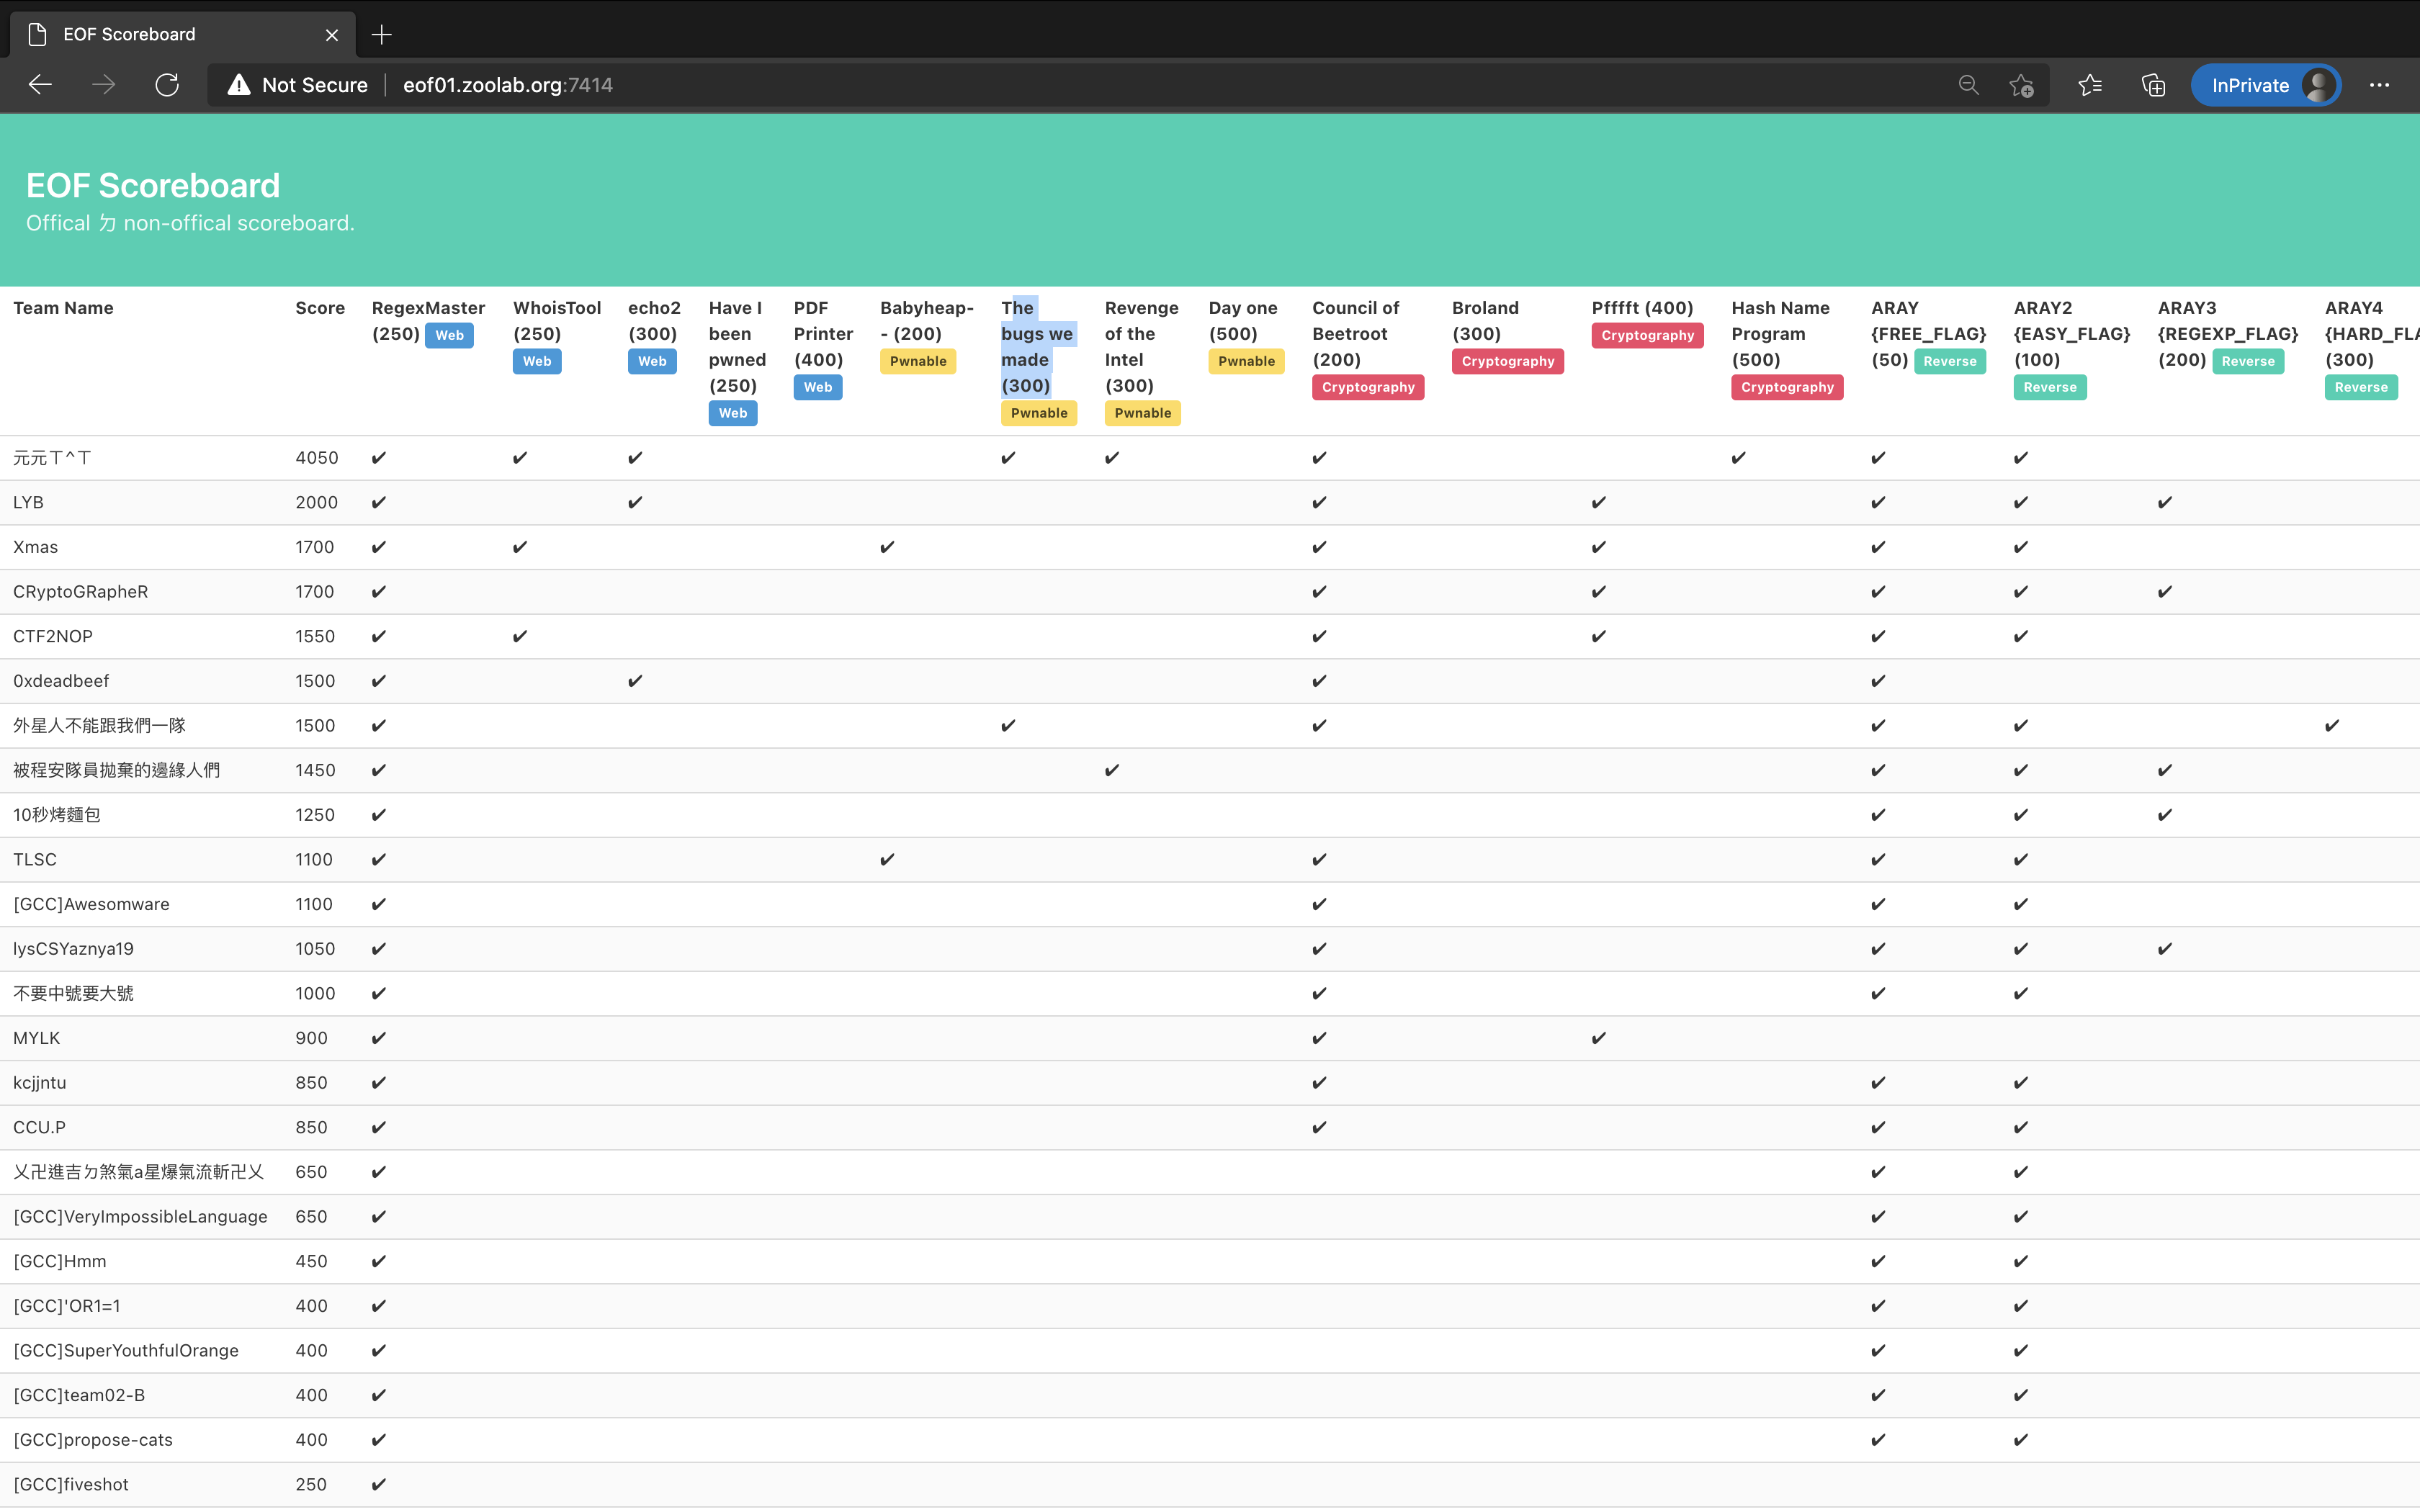 EOF Scoreboard
Not Secure | eof01.zoolab.org:7414 InPrivate
EOF Scoreboard
Offical ㄉ non-offical scoreboard.
Team Name Score RegexMaster (250) Web WhoisTool (250) Web echo2 (300) Web Have I been pwned (250) Web PDF Printer (400) Web Babyheap-- (200) Pwnable The bugs we made (300) Pwnable Revenge of the Intel (300) Pwnable Day one (500) Pwnable Council of Beetroot (200) Cryptography Broland (300) Cryptography Pfffft (400) Cryptography Hash Name Program (500) Cryptography ARAY {FREE_FLAG} (50) Reverse ARAY2 {EASY_FLAG} (100) Reverse ARAY3 {REGEXP_FLAG} (200) Reverse ARAY4 {HARD_FLA (300) Reverse
元元ㄒ^ㄒ 4050 ✔ ✔ ✔ ✔ ✔ ✔ ✔ ✔ ✔
LYB 2000 ✔ ✔ ✔ ✔ ✔ ✔ ✔
Xmas 1700 ✔ ✔ ✔ ✔ ✔ ✔ ✔
CRyptoGRapheR 1700 ✔ ✔ ✔ ✔ ✔ ✔
CTF2NOP 1550 ✔ ✔ ✔ ✔ ✔ ✔
0xdeadbeef 1500 ✔ ✔ ✔ ✔
外星人不能跟我們一隊 1500 ✔ ✔ ✔ ✔ ✔ ✔
被程安隊員拋棄的邊緣人們 1450 ✔ ✔ ✔ ✔ ✔
10秒烤麵包 1250 ✔ ✔ ✔ ✔
TLSC 1100 ✔ ✔ ✔ ✔ ✔
[GCC]Awesomware 1100 ✔ ✔ ✔ ✔
lysCSYaznya19 1050 ✔ ✔ ✔ ✔ ✔
不要中號要大號 1000 ✔ ✔ ✔ ✔
MYLK 900 ✔ ✔ ✔
kcjjntu 850 ✔ ✔ ✔ ✔
CCU.P 850 ✔ ✔ ✔ ✔
乂卍進吉ㄉ煞氣a星爆氣流斬卍乂 650 ✔ ✔ ✔
[GCC]VeryImpossibleLanguage 650 ✔ ✔ ✔
[GCC]Hmm 450 ✔ ✔ ✔
[GCC]'OR1=1 400 ✔ ✔ ✔
[GCC]SuperYouthfulOrange 400 ✔ ✔ ✔
[GCC]team02-B 400 ✔ ✔ ✔
[GCC]propose-cats 400 ✔ ✔ ✔
[GCC]fiveshot 250 ✔